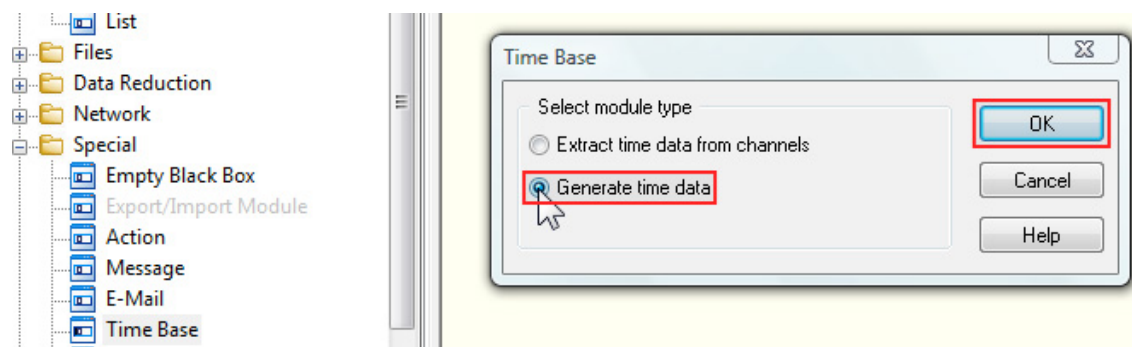 List
Files
Data Reduction
Network
Special
Empty Black Box
Export/Import Module
Action
Message
E-Mail
Time Base
Time Base
Select module type
Extract time data from channels
Generate time data
OK
Cancel
Help